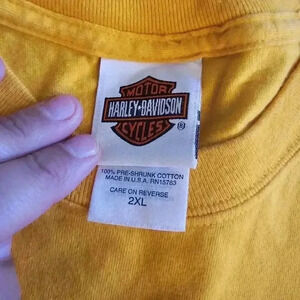 MOTOR
HARLEY-DAVIDSON
CYCLES
®
100% PRE-SHRUNK COTTON
MADE IN U.S.A. RN15763
CARE ON REVERSE
2XL